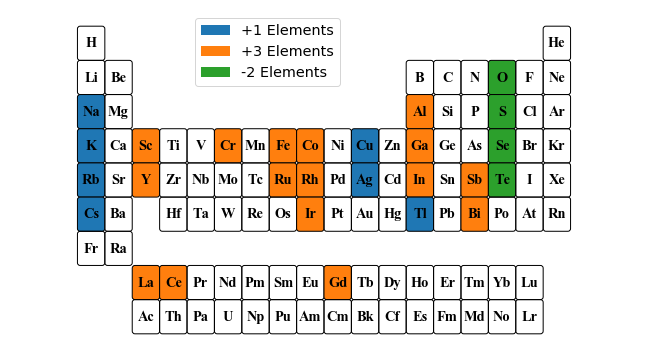 +1 Elements
+3 Elements
-2 Elements
H He
Li Be B C N O F Ne
Na Mg Al Si P S Cl Ar
K Ca Sc Ti V Cr Mn Fe Co Ni Cu Zn Ga Ge As Se Br Kr
Rb Sr Y Zr Nb Mo Tc Ru Rh Pd Ag Cd In Sn Sb Te I Xe
Cs Ba Hf Ta W Re Os Ir Pt Au Hg Tl Pb Bi Po At Rn
Fr Ra
La Ce Pr Nd Pm Sm Eu Gd Tb Dy Ho Er Tm Yb Lu
Ac Th Pa U Np Pu Am Cm Bk Cf Es Fm Md No Lr